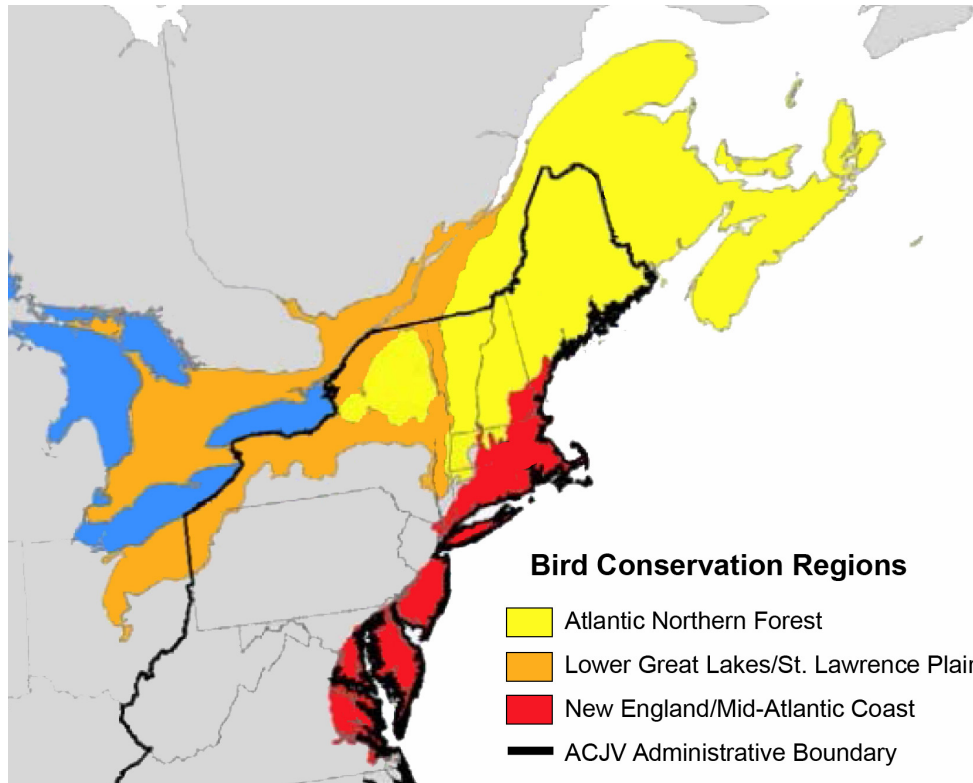 Bird Conservation Regions
Atlantic Northern Forest
Lower Great Lakes/St. Lawrence Plain
New England/Mid-Atlantic Coast
ACJV Administrative Boundary